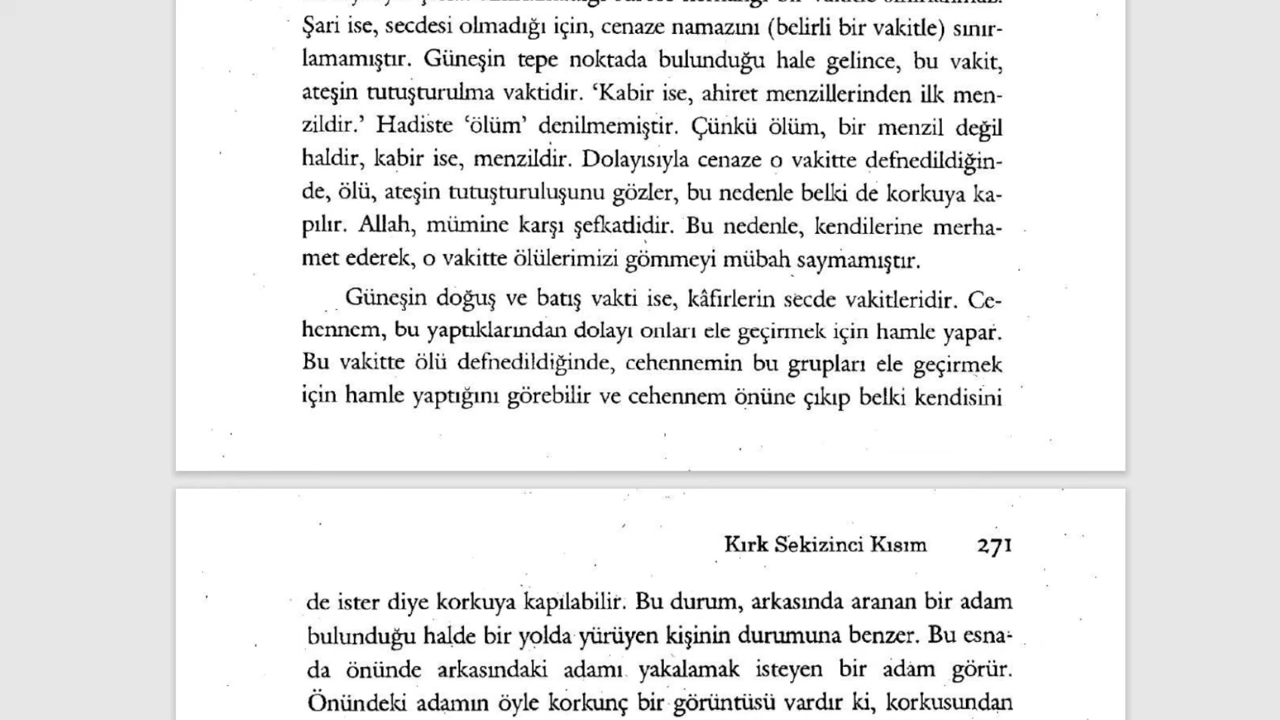 Şari ise, secdesi olmadığı için, cenaze namazını (belirli bir vakitle) sınır-
lamamıştır. Güneşin tepe noktada bulunduğu hale gelince, bu vakit,
ateşin tutuşturulma vaktidir. ‘Kabir ise, ahiret menzillerinden ilk men-
zildir.’ Hadiste ‘ölüm’ denilmemiştir. Çünkü ölüm, bir menzil değil
haldir, kabir ise, menzildir. Dolayısıyla cenaze o vakitte defnedildiğin-
de, ölü, ateşin tutuşturuluşunu gözler, bu nedenle belki de korkuya ka-
pılır. Allah, mümine karşı şefkatlidir. Bu nedenle, kendilerine merha-
met ederek, o vakitte ölülerimizi gömmeyi mübah saymamıştır.
Güneşin doğuş ve batış vakti ise, kâfirlerin secde vakitleridir. Ce-
hennem, bu yaptıklarından dolayı onları ele geçirmek için hamle yapar.
Bu vakitte ölü defnedildiğinde, cehennemin bu grupları ele geçirmek
için hamle yaptığını görebilir ve cehennem önüne çıkıp belki kendisini
Kırk Sekizinci Kısım 271
de ister diye korkuya kapılabilir. Bu durum, arkasında aranan bir adam
bulunduğu halde bir yolda yürüyen kişinin durumuna benzer. Bu esna-
da önünde arkasındaki adamı yakalamak isteyen bir adam görür.
Önündeki adamın öyle korkunç bir görüntüsü vardır ki, korkusundan